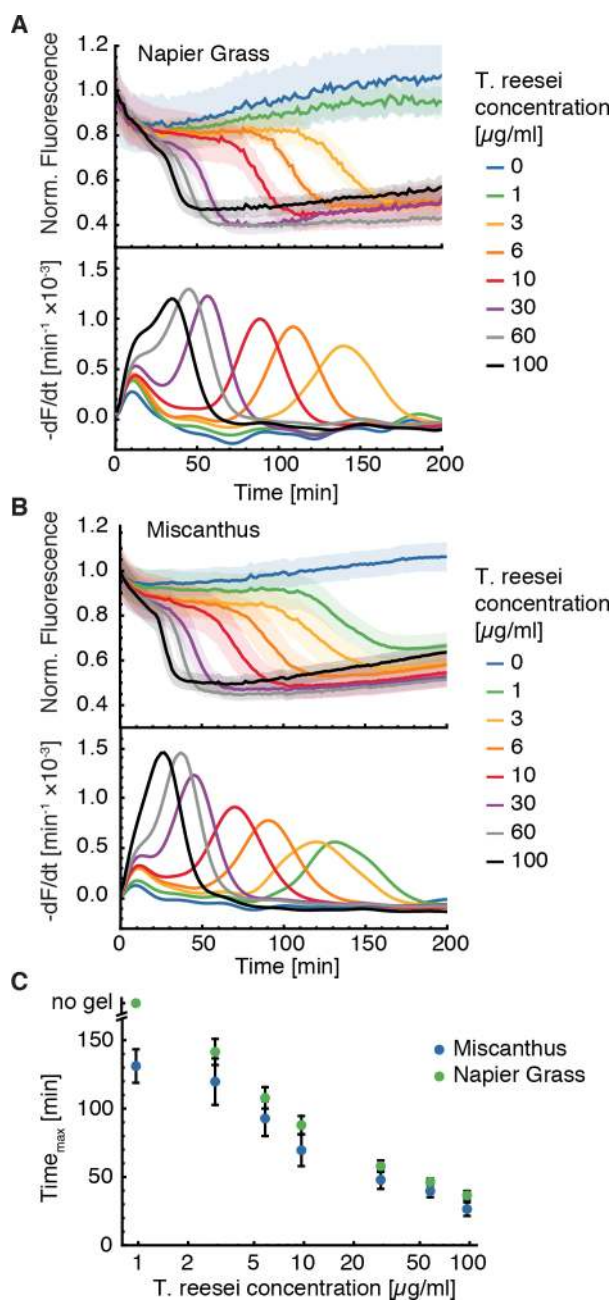 A
Napier Grass
Norm. Fluorescence
1.2
1.0
0.8
0.6
0.4
-dF/dt [min⁻¹ ×10⁻³]
1.5
1.0
0.5
0.0
0 50 100 150 200
Time [min]
T. reesei
concentration
[µg/ml]
0
1
3
6
10
30
60
100
B
Miscanthus
Norm. Fluorescence
1.2
1.0
0.8
0.6
0.4
-dF/dt [min⁻¹ ×10⁻³]
1.5
1.0
0.5
0.0
0 50 100 150 200
Time [min]
T. reesei
concentration
[µg/ml]
0
1
3
6
10
30
60
100
C
no gel
150
100
50
0
Time_max [min]
Miscanthus
Napier Grass
1 2 5 10 20 50 100
T. reesei concentration [µg/ml]